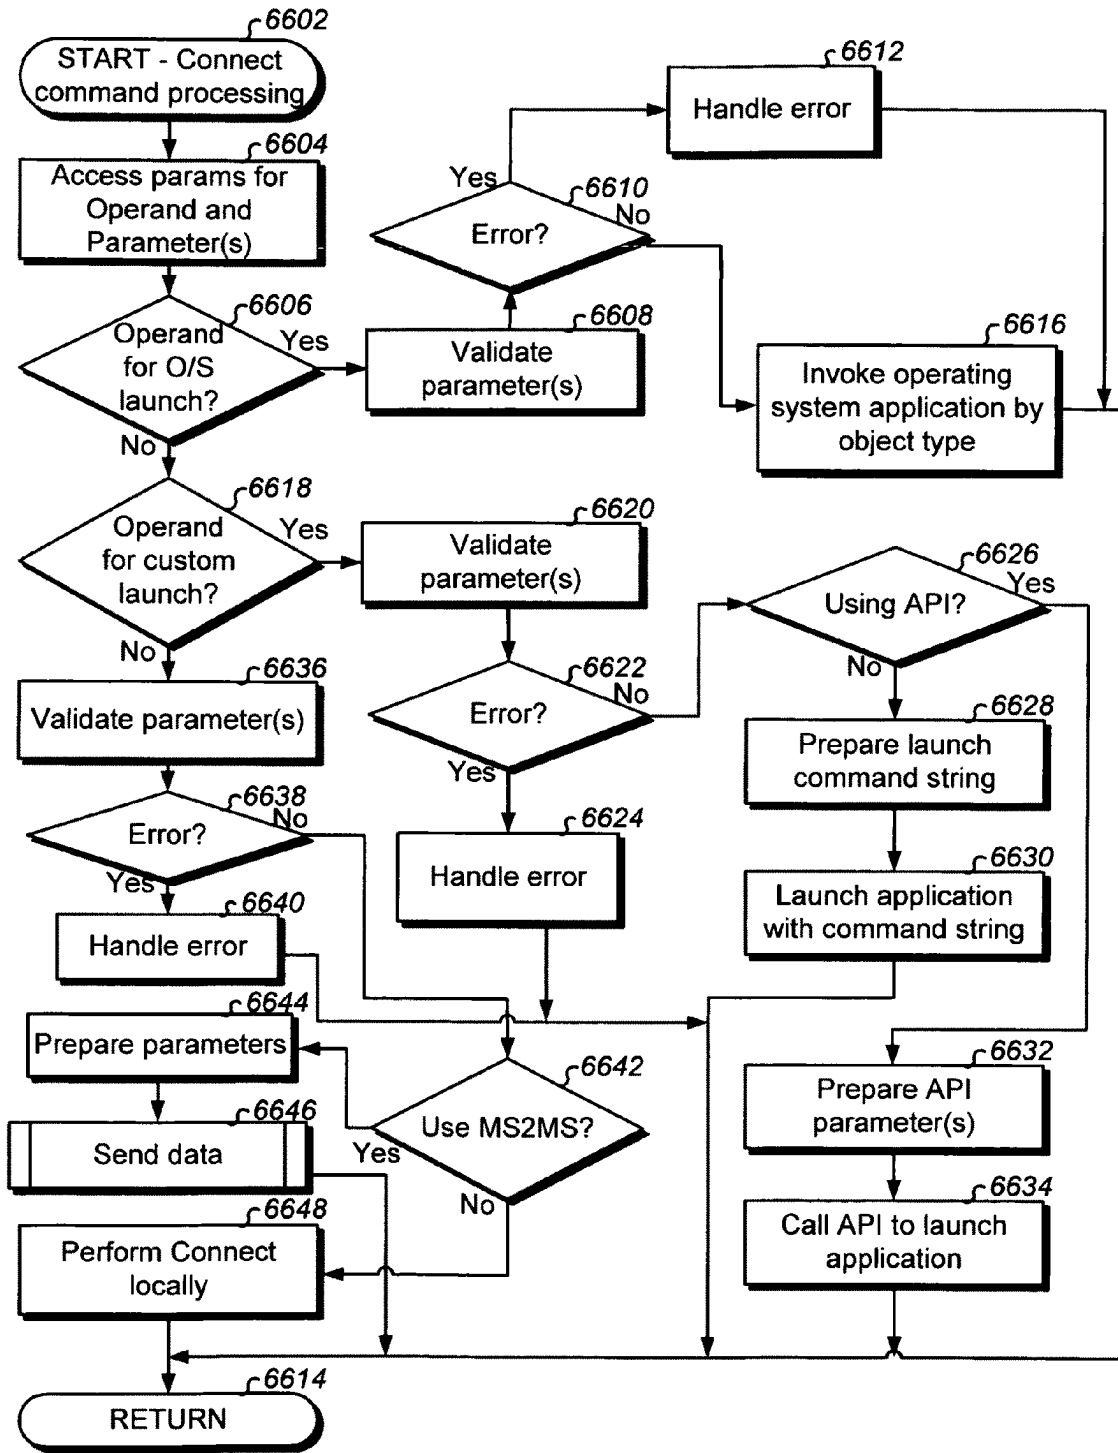 6602
START - Connect
command processing
6604
Access params for
Operand and
Parameter(s)
6606
Operand
for O/S
launch?
Yes
No
6608
Validate
parameter(s)
6610
Error?
Yes
No
6612
Handle error
6616
Invoke operating
system application by
object type
6618
Operand
for custom
launch?
Yes
No
6620
Validate
parameter(s)
6622
Error?
No
Yes
6624
Handle error
6626
Using API?
Yes
No
6628
Prepare launch
command string
6630
Launch application
with command string
6632
Prepare API
parameter(s)
6634
Call API to launch
application
6636
Validate parameter(s)
6638
Error?
No
Yes
6640
Handle error
6642
Use MS2MS?
Yes
No
6644
Prepare parameters
6646
Send data
6648
Perform Connect
locally
6614
RETURN